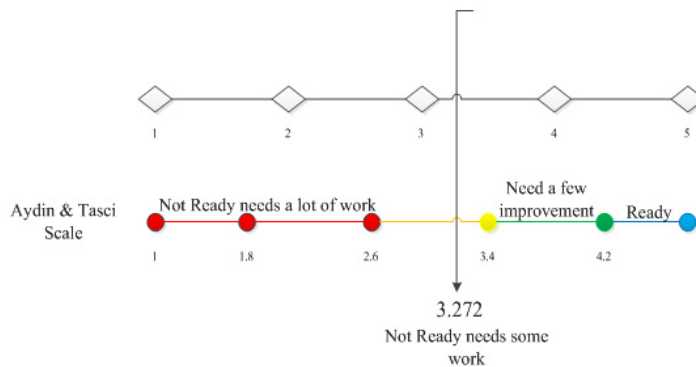 1
2
3
4
5
Aydin & Tasci
Scale
Not Ready needs a lot of work
Need a few
improvement
Ready
1
1.8
2.6
3.4
4.2
3.272
Not Ready needs some
work